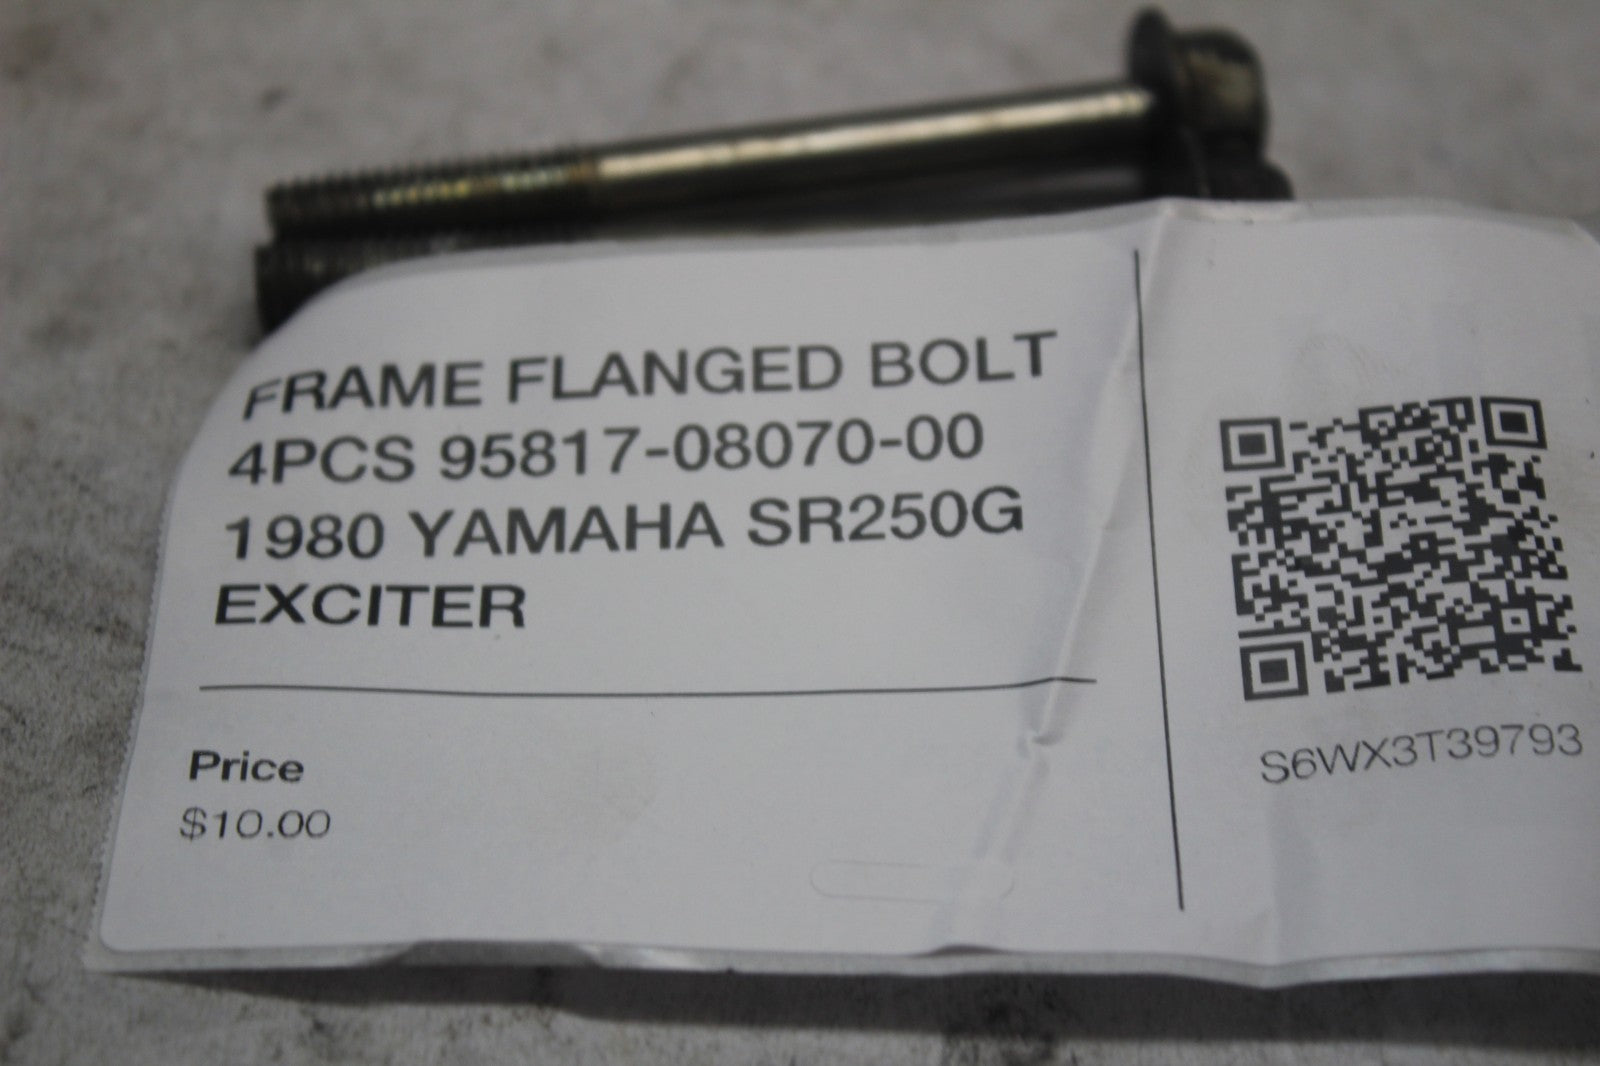 FRAME FLANGED BOLT
4PCS 95817-08070-00
1980 YAMAHA SR250G
EXCITER
Price
$10.00
S6WX3T39793